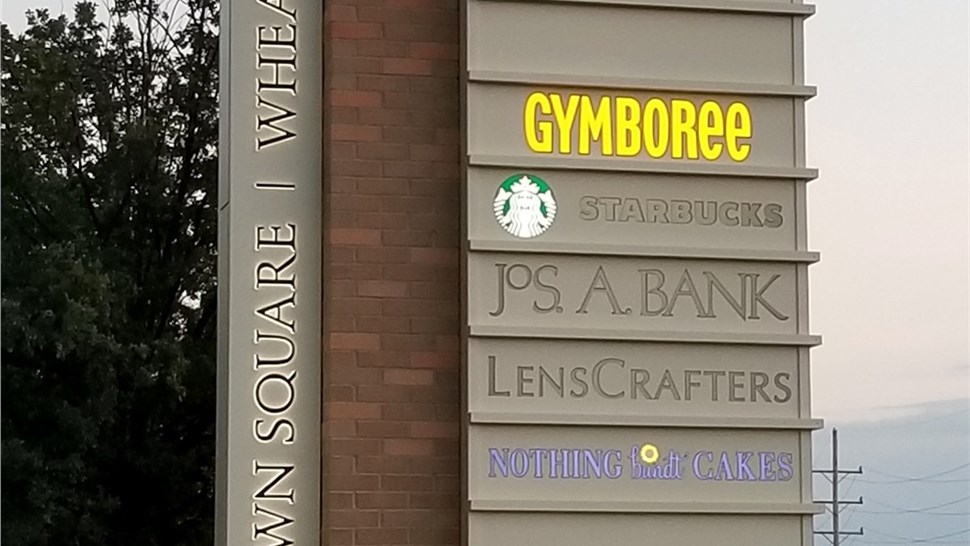 WN SQUARE | WHEA
GYMBOREE
STARBUCKS
JOS. A. BANK
LENSCRAFTERS
NOTHING bundt CAKES